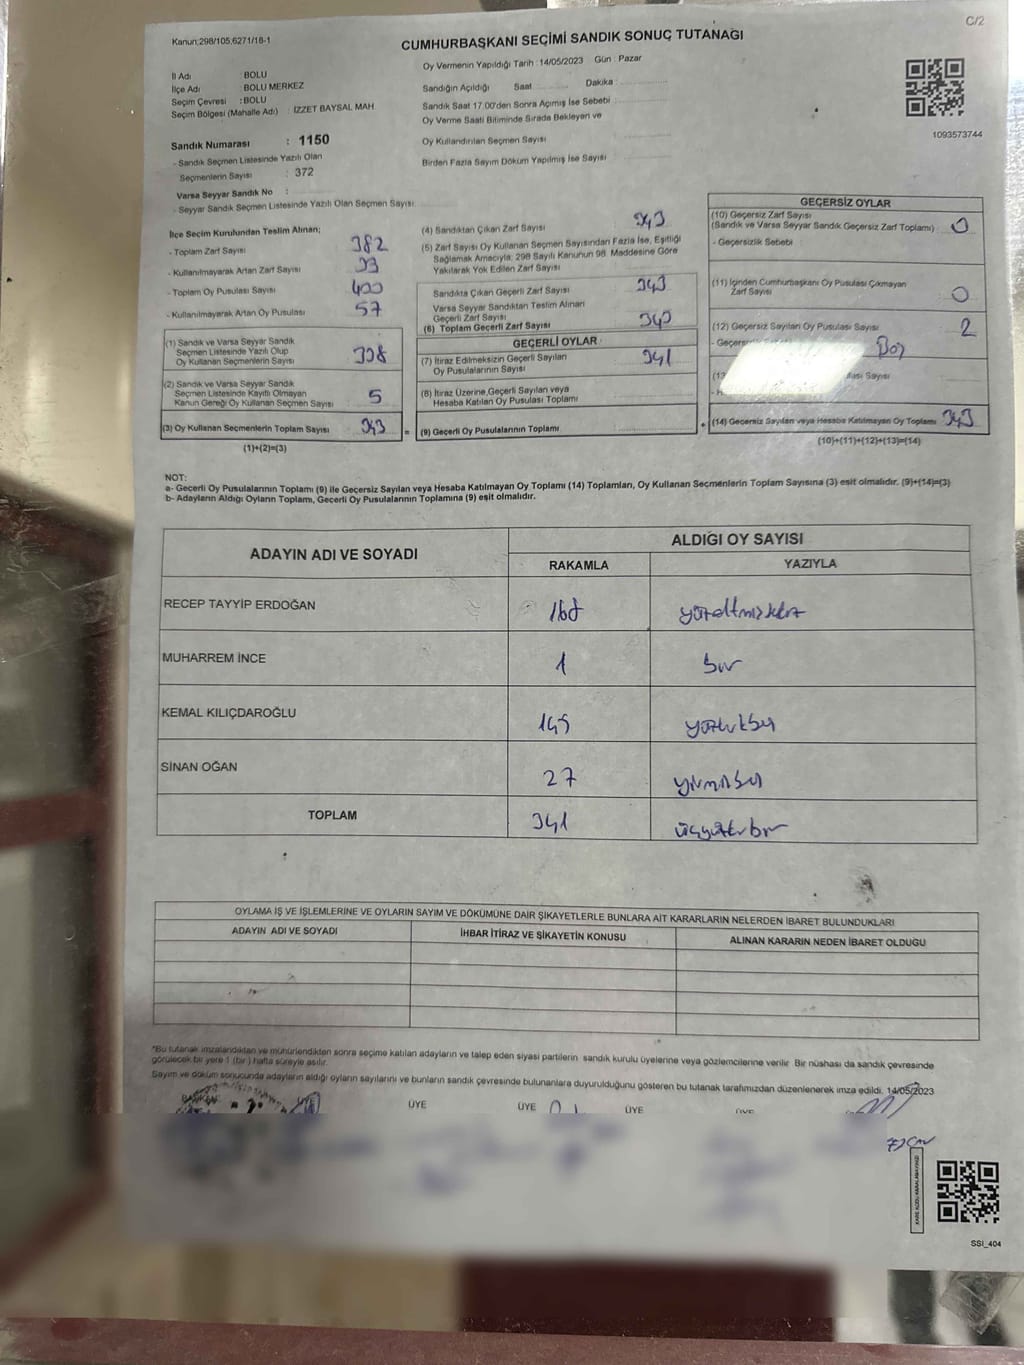 C/2
Kanun:298/105,6271/18-1
CUMHURBAŞKANI SEÇİMİ SANDIK SONUÇ TUTANAĞI
Oy Vermenin Yapıldığı Tarih : 14/05/2023 Gün : Pazar
İl Adı : BOLU
İlçe Adı : BOLU MERKEZ
Seçim Çevresi : BOLU
Seçim Bölgesi (Mahalle Adı) : İZZET BAYSAL MAH.
Sandığın Açıldığı Saat Dakika :
Sandık Saat 17.00'den Sonra Açılmış İse Sebebi
Oy Verme Saati Bitiminde Sırada Bekleyen ve
Oy Kullandırılan Seçmen Sayısı
Birden Fazla Sayım Döküm Yapılmış İse Sayısı
1093573744
Sandık Numarası : 1150
- Sandık Seçmen Listesinde Yazılı Olan
Seçmenlerin Sayısı : 372
Varsa Seyyar Sandık No :
- Seyyar Sandık Seçmen Listesinde Yazılı Olan Seçmen Sayısı
İlçe Seçim Kurulundan Teslim Alınan;
- Toplam Zarf Sayısı 382
- Kullanılmayarak Artan Zarf Sayısı
- Toplam Oy Pusulası Sayısı 400
- Kullanılmayarak Artan Oy Pusulası 57
(1) Sandık ve Varsa Seyyar Sandık
Seçmen Listesinde Yazılı Olup
Oy Kullanan Seçmenlerin Sayısı 338
(2) Sandık ve Varsa Seyyar Sandık
Seçmen Listesinde Kayıtlı Olmayan
Kanun Gereği Oy Kullanan Seçmen Sayısı 5
(3) Oy Kullanan Seçmenlerin Toplam Sayısı 343
(1)+(2)=(3)
=
(4) Sandıktan Çıkan Zarf Sayısı 343
(5) Zarf Sayısı Oy Kullanan Seçmen Sayısından Fazla İse, Eşitliği
Sağlamak Amacıyla; 298 Sayılı Kanunun 98. Maddesine Göre
Yakılarak Yok Edilen Zarf Sayısı
Sandıkta Çıkan Geçerli Zarf Sayısı 343
Varsa Seyyar Sandıktan Teslim Alınan
Geçerli Zarf Sayısı
(6) Toplam Geçerli Zarf Sayısı 343
GEÇERLİ OYLAR
(7) İtiraz Edilmeksizin Geçerli Sayılan
Oy Pusulalarının Sayısı 341
(8) İtiraz Üzerine,Geçerli Sayılan veya
Hesaba Katılan Oy Pusulası Toplamı
(9) Geçerli Oy Pusulalarının Toplamı
+
GEÇERSİZ OYLAR
(10) Geçersiz Zarf Sayısı
(Sandık ve Varsa Seyyar Sandık Geçersiz Zarf Toplamı) 0
- Geçersizlik Sebebi
(11) İçinden Cumhurbaşkanı Oy Pusulası Çıkmayan
Zarf Sayısı 0
(12) Geçersiz Sayılan Oy Pusulası Sayısı 2
(14) Geçersiz Sayılan veya Hesaba Katılmayan Oy Toplamı 343
(10)+(11)+(12)+(13)=(14)
NOT:
a- Geçerli Oy Pusulalarının Toplamı (9) ile Geçersiz Sayılan veya Hesaba Katılmayan Oy Toplamı (14) Toplamları, Oy Kullanan Seçmenlerin Toplam Sayısına (3) eşit olmalıdır. (9)+(14)=(3)
b- Adayların Aldığı Oyların Toplamı, Gecerli Oy Pusulalarının Toplamına (9) eşit olmalıdır.
ADAYIN ADI VE SOYADI
ALDIĞI OY SAYISI
RAKAMLA YAZIYLA
RECEP TAYYİP ERDOĞAN 168 yüzaltmışsekiz
MUHARREM İNCE 1 bir
KEMAL KILIÇDAROĞLU 145 yüzkırkbeş
SİNAN OĞAN 27 yirmiyedi
TOPLAM 341 üçyüzkırkbir
OYLAMA İŞ VE İŞLEMLERİNE VE OYLARIN SAYIM VE DÖKÜMÜNE DAİR ŞİKAYETLERLE BUNLARA AİT KARARLARIN NELERDEN İBARET BULUNDUKLARI
ADAYIN ADI VE SOYADI İHBAR İTİRAZ VE ŞİKAYETİN KONUSU ALINAN KARARIN NEDEN İBARET OLDUĞU
*Bu tutanak imzalandıktan ve mühürlendikten sonra seçime katılan adayların ve talep eden siyasi partilerin sandık kurulu üyelerine veya gözlemcilerine verilir. Bir nüshası da sandık çevresinde
görülecek bir yere 1 (bir) hafta süreyle asılır.
Sayım ve döküm sonucunda adayların aldığı oyların sayılarını ve bunların sandık çevresinde bulunanlara duyurulduğunu gösteren bu tutanak tarafımızdan düzenlenerek imza edildi. 14/05/2023
BAŞKAN ÜYE ÜYE ÜYE ÜYE
SSİ_404